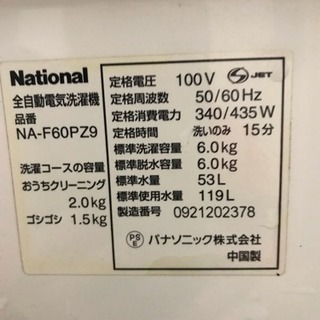 National
全自動電気洗濯機
品番
NA-F60PZ9
洗濯コースの容量
おうちクリーニング
2.0kg
ゴシゴシ 1.5kg
定格電圧 100V
JET
定格周波数 50/60Hz
定格消費電力 340/435W
定格時間 洗いのみ 15分
標準洗濯容量 6.0kg
標準脱水容量 6.0kg
標準水量 53L
標準使用水量 119L
製造番号 0921202378
PS
E
パナソニック株式会社
中国製